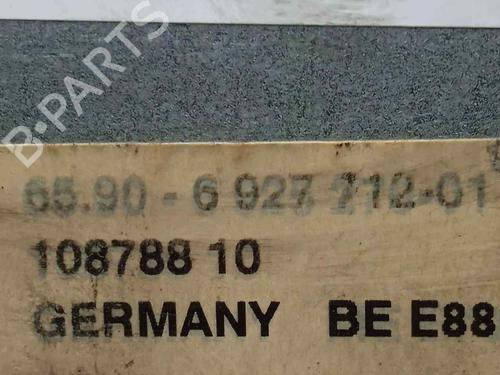 B-PARTS
65.90 - 6 927 212-01
108788 10
GERMANY BE E88